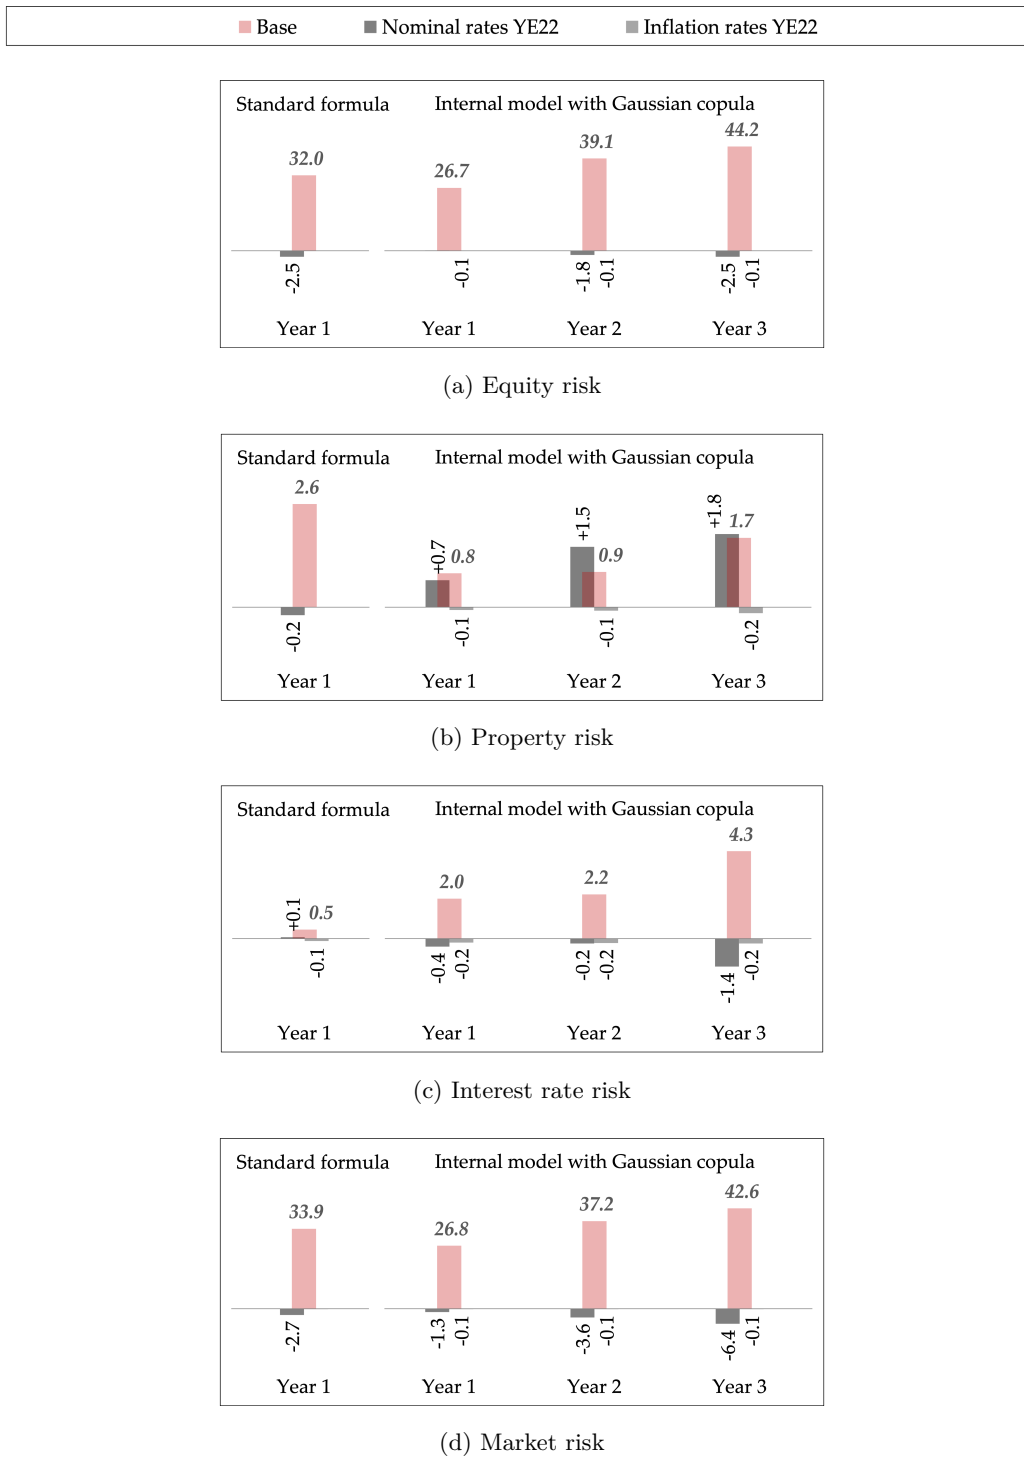 Base Nominal rates YE22 Inflation rates YE22
Standard formula Internal model with Gaussian copula
32.0 26.7 39.1 44.2
-2.5 -0.1 -1.8 -0.1 -2.5 -0.1
Year 1 Year 1 Year 2 Year 3
(a) Equity risk
Standard formula Internal model with Gaussian copula
2.6 +0.7 0.8 +1.5 0.9 +1.8 1.7
-0.2 -0.1 -0.1 -0.2
Year 1 Year 1 Year 2 Year 3
(b) Property risk
Standard formula Internal model with Gaussian copula
+0.1 0.5 2.0 2.2 4.3
-0.1 -0.4 -0.2 -0.2 -0.2 -1.4 -0.2
Year 1 Year 1 Year 2 Year 3
(c) Interest rate risk
Standard formula Internal model with Gaussian copula
33.9 26.8 37.2 42.6
-2.7 -1.3 -0.1 -3.6 -0.1 -6.4 -0.1
Year 1 Year 1 Year 2 Year 3
(d) Market risk